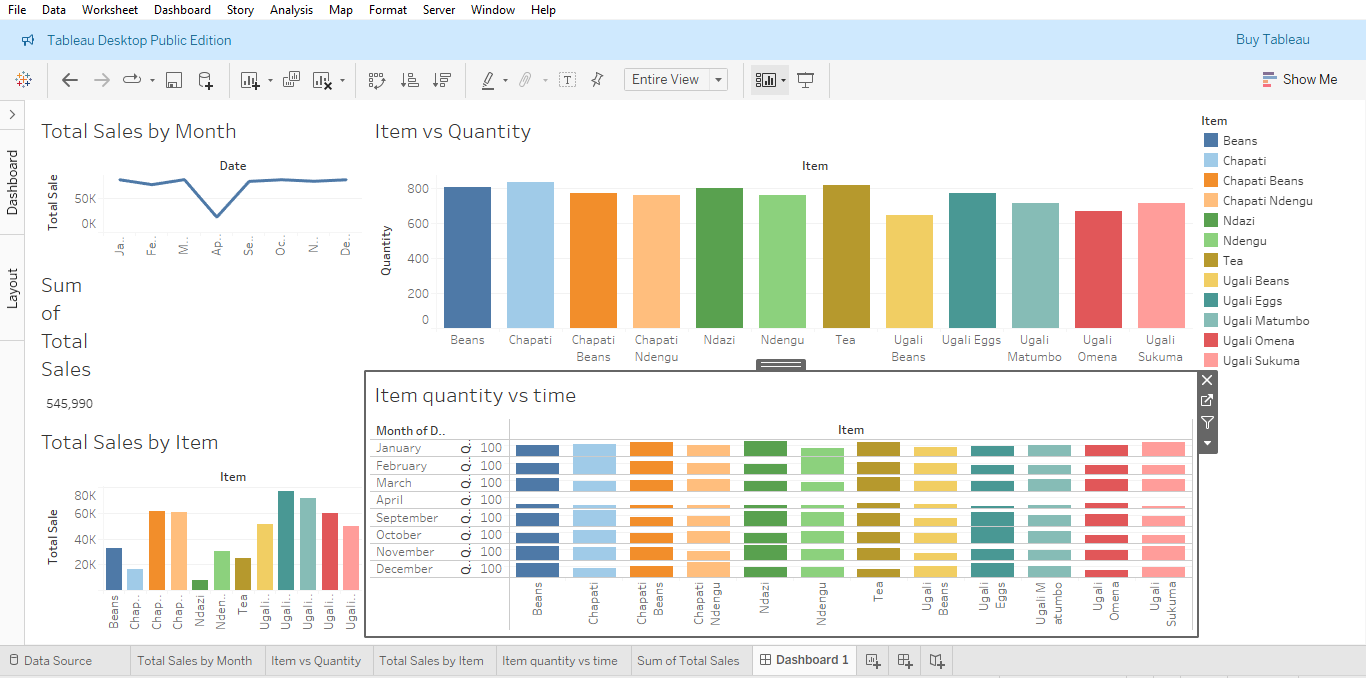 File Data Worksheet Dashboard Story Analysis Map Format Server Window Help
Tableau Desktop Public Edition Buy Tableau
Entire View Show Me
Dashboard
Layout
Total Sales by Month
Date
Total Sale
50K
0K
Ja..
Fe..
M..
Ap..
Se..
Oc..
N..
De..
Sum
of
Total
Sales
545,990
Total Sales by Item
Item
Total Sale
80K
60K
40K
20K
Beans
Chap..
Chap..
Chap..
Ndazi
Nden..
Tea
Ugali..
Ugali..
Ugali..
Ugali..
Ugali..
Item vs Quantity
Item
Quantity
800
600
400
200
0
Beans
Chapati
Chapati
Beans
Chapati
Ndengu
Ndazi
Ndengu
Tea
Ugali
Beans
Ugali Eggs
Ugali
Matumbo
Ugali
Omena
Ugali
Sukuma
Item quantity vs time
Month of D..
Item
January Q.. 100
February Q.. 100
March Q.. 100
April Q.. 100
September Q.. 100
October Q.. 100
November Q.. 100
December Q.. 100
Beans
Chapati
Chapati
Beans
Chapati
Ndengu
Ndazi
Ndengu
Tea
Ugali
Beans
Ugali
Eggs
Ugali M
atumbo
Ugali
Omena
Ugali
Sukuma
Item
Beans
Chapati
Chapati Beans
Chapati Ndengu
Ndazi
Ndengu
Tea
Ugali Beans
Ugali Eggs
Ugali Matumbo
Ugali Omena
Ugali Sukuma
Data Source Total Sales by Month Item vs Quantity Total Sales by Item Item quantity vs time Sum of Total Sales Dashboard 1